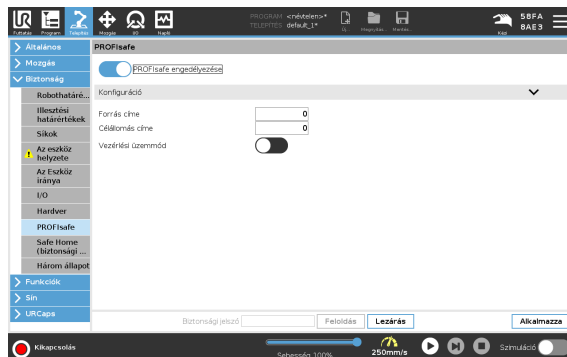 PROGRAM <névtelen>*
TELEPÍTÉS default_1*
Futtatás Program Telepítés Mozgás I/O Napló
Új... Megnyitás... Mentés...
Kézi
58FA
8AE3
Általános
Mozgás
Biztonság
Robothatáré...
Illesztési
határértékek
Síkok
Az eszköz
helyzete
Az Eszköz
iránya
I/O
Hardver
PROFIsafe
Safe Home
(biztonsági ...
Három állapot
Funkciók
Sín
URCaps
PROFIsafe
PROFIsafe engedélyezése
Konfiguráció
Forrás címe 0
Célállomás címe 0
Vezérlési üzemmód
Biztonsági jelszó Feloldás Lezárás Alkalmazza
Kikapcsolás
Sebesség 100%
250mm/s
Szimuláció